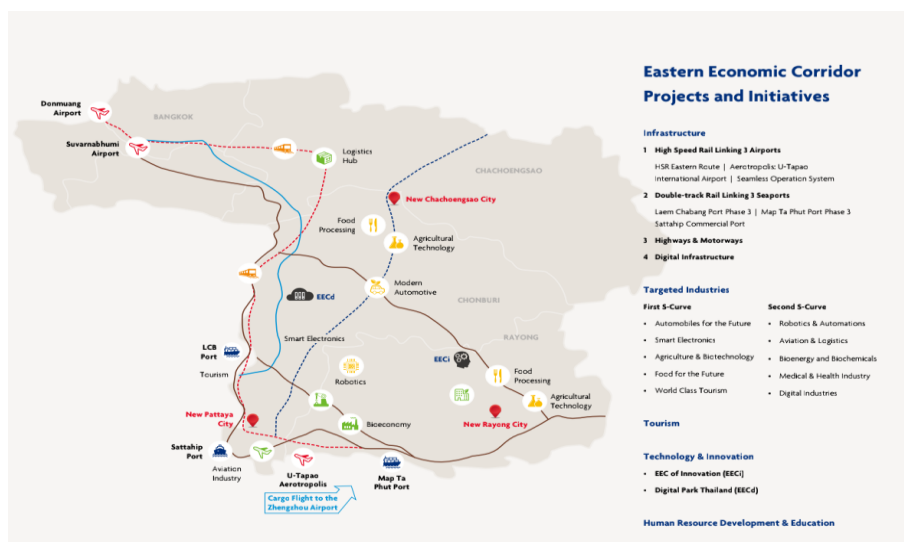 Eastern Economic Corridor
Projects and Initiatives
Infrastructure
1 High Speed Rail Linking 3 Airports
HSR Eastern Route | Aerotropolis: U-Tapao
International Airport | Seamless Operation System
2 Double-track Rail Linking 3 Seaports
Laem Chabang Port Phase 3 | Map Ta Phut Port Phase 3
Sattahip Commercial Port
3 Highways & Motorways
4 Digital Infrastructure
Targeted Industries
First S-Curve
• Automobiles for the Future
• Smart Electronics
• Agriculture & Biotechnology
• Food for the Future
• World Class Tourism
Second S-Curve
• Robotics & Automations
• Aviation & Logistics
• Bioenergy and Biochemicals
• Medical & Health Industry
• Digital Industries
Tourism
Technology & Innovation
• EEC of Innovation (EECi)
• Digital Park Thailand (EECd)
Human Resource Development & Education
Donmuang
Airport
BANGKOK
Suvarnabhumi
Airport
Logistics
Hub
CHACHOENGSAO
New Chachoengsao City
Food
Processing
Agricultural
Technology
Modern
Automotive
EECd
CHONBURI
Smart Electronics
RAYONG
LCB
Port
EECi
Tourism
Robotics
Food
Processing
Agricultural
Technology
New Pattaya
City
Bioeconomy
New Rayong City
Sattahip
Port
Aviation
Industry
U-Tapao
Aerotropolis
Map Ta
Phut Port
Cargo Flight to the
Zhengzhou Airport